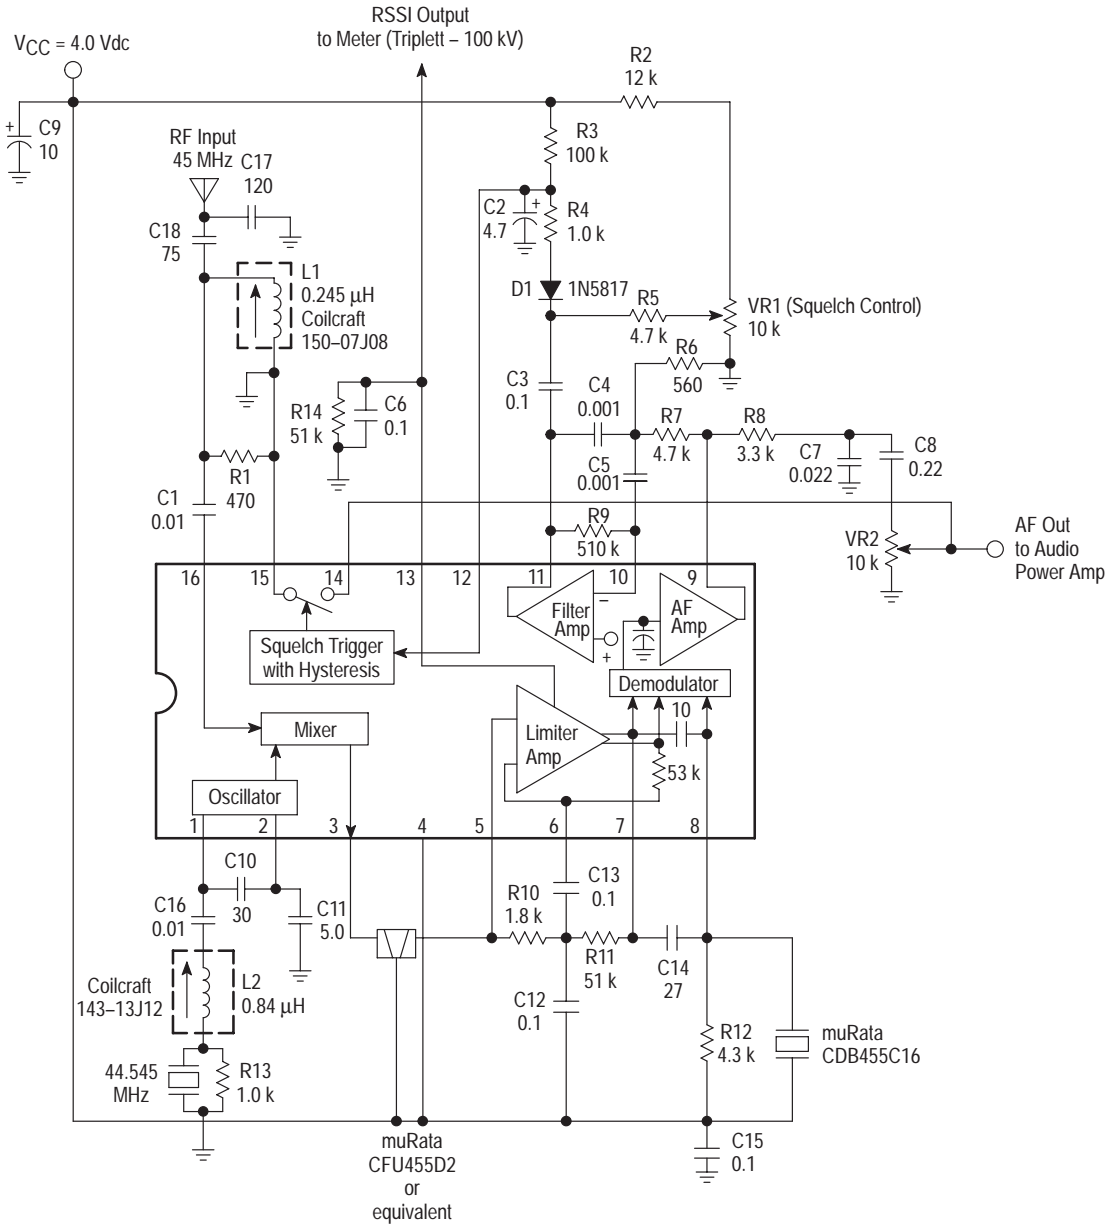 RSSI Output
to Meter (Triplett – 100 kV)
VCC = 4.0 Vdc
R2
12 k
+
C9
10
RF Input
45 MHz
C17
120
R3
100 k
C2
4.7
+
R4
1.0 k
C18
75
L1
0.245 µH
Coilcraft
150–07J08
D1
1N5817
R5
4.7 k
VR1 (Squelch Control)
10 k
R6
560
C3
0.1
C4
0.001
R14
51 k
C6
0.1
R7
4.7 k
R8
3.3 k
C7
0.022
C8
0.22
R1
470
C5
0.001
C1
0.01
R9
510 k
VR2
10 k
AF Out
to Audio
Power Amp
16
15
14
13
12
11
10
9
Filter
Amp
–
+
AF
Amp
Squelch Trigger
with Hysteresis
Demodulator
10
Mixer
Limiter
Amp
53 k
Oscillator
1
2
3
4
5
6
7
8
C10
30
C16
0.01
C11
5.0
C13
0.1
R10
1.8 k
R11
51 k
C14
27
Coilcraft
143–13J12
L2
0.84 µH
C12
0.1
R12
4.3 k
muRata
CDB455C16
44.545
MHz
R13
1.0 k
muRata
CFU455D2
or
equivalent
C15
0.1